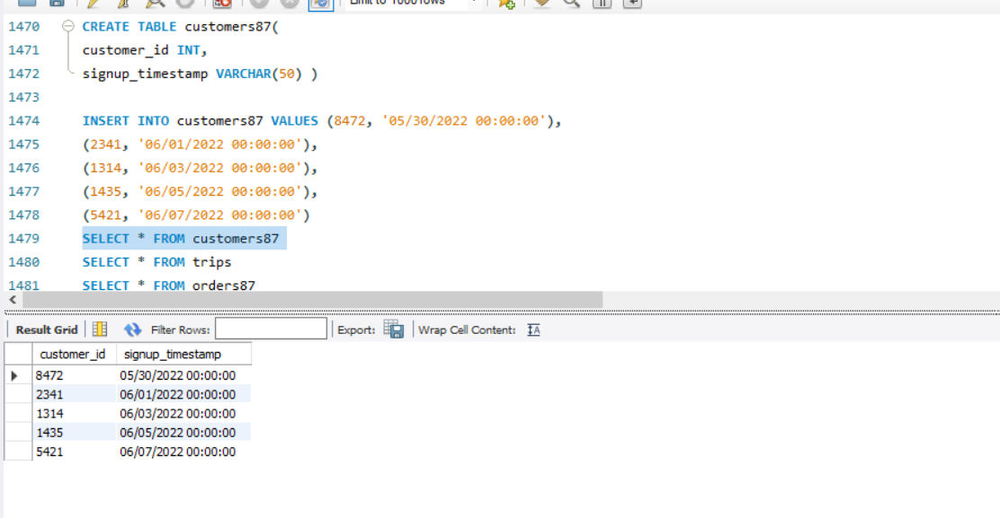 Limit to 1000 rows
1470 CREATE TABLE customers87(
1471 customer_id INT,
1472 signup_timestamp VARCHAR(50) )
1473
1474 INSERT INTO customers87 VALUES (8472, '05/30/2022 00:00:00'),
1475 (2341, '06/01/2022 00:00:00'),
1476 (1314, '06/03/2022 00:00:00'),
1477 (1435, '06/05/2022 00:00:00'),
1478 (5421, '06/07/2022 00:00:00')
1479 SELECT * FROM customers87
1480 SELECT * FROM trips
1481 SELECT * FROM orders87
Result Grid Filter Rows: Export: Wrap Cell Content: IA
customer_id signup_timestamp
8472 05/30/2022 00:00:00
2341 06/01/2022 00:00:00
1314 06/03/2022 00:00:00
1435 06/05/2022 00:00:00
5421 06/07/2022 00:00:00